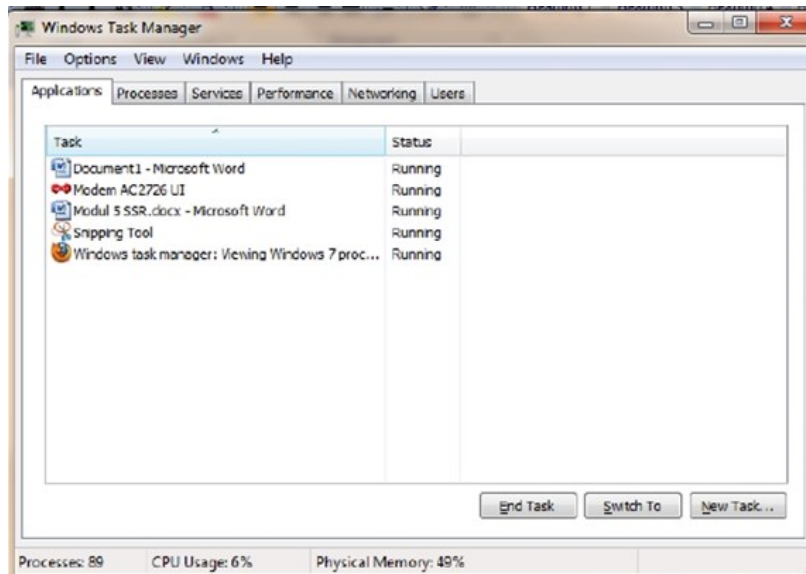 Windows Task Manager
File Options View Windows Help
Applications Processes Services Performance Networking Users
Task Status
Document1 - Microsoft Word Running
Modem AC2726 UI Running
Modul 5 SSR.docx - Microsoft Word Running
Snipping Tool Running
Windows task manager: Viewing Windows 7 proc... Running
End Task Switch To New Task...
Processes: 89 CPU Usage: 6% Physical Memory: 49%